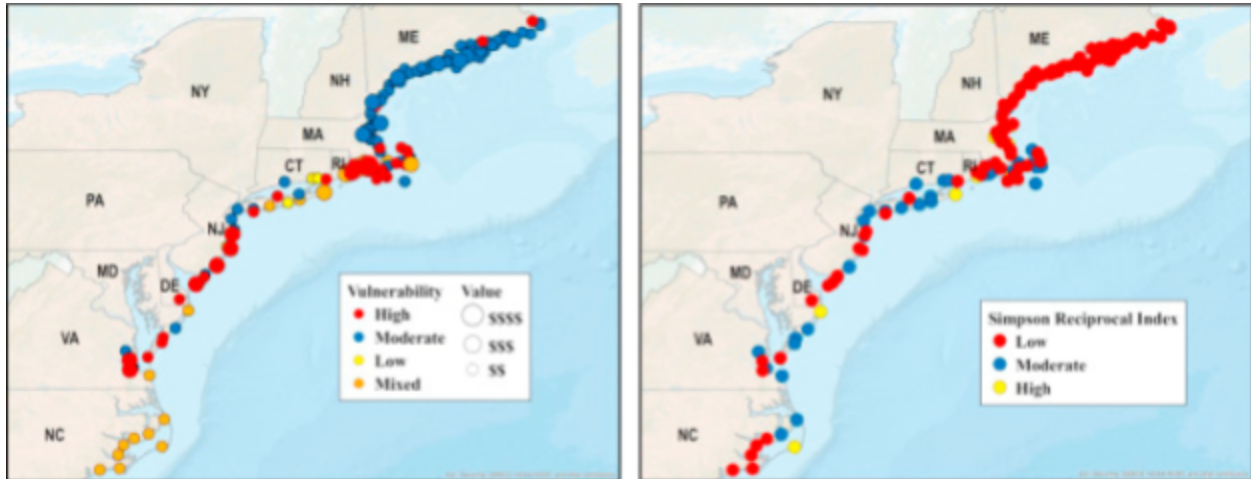 ME
NH
NY
MA
CT
RI
PA
NJ
MD
DE
VA
NC
Vulnerability Value
High $$$$
Moderate $$$
Low $$
Mixed
ME
NH
NY
MA
CT
RI
PA
NJ
MD
DE
VA
NC
Simpson Reciprocal Index
Low
Moderate
High